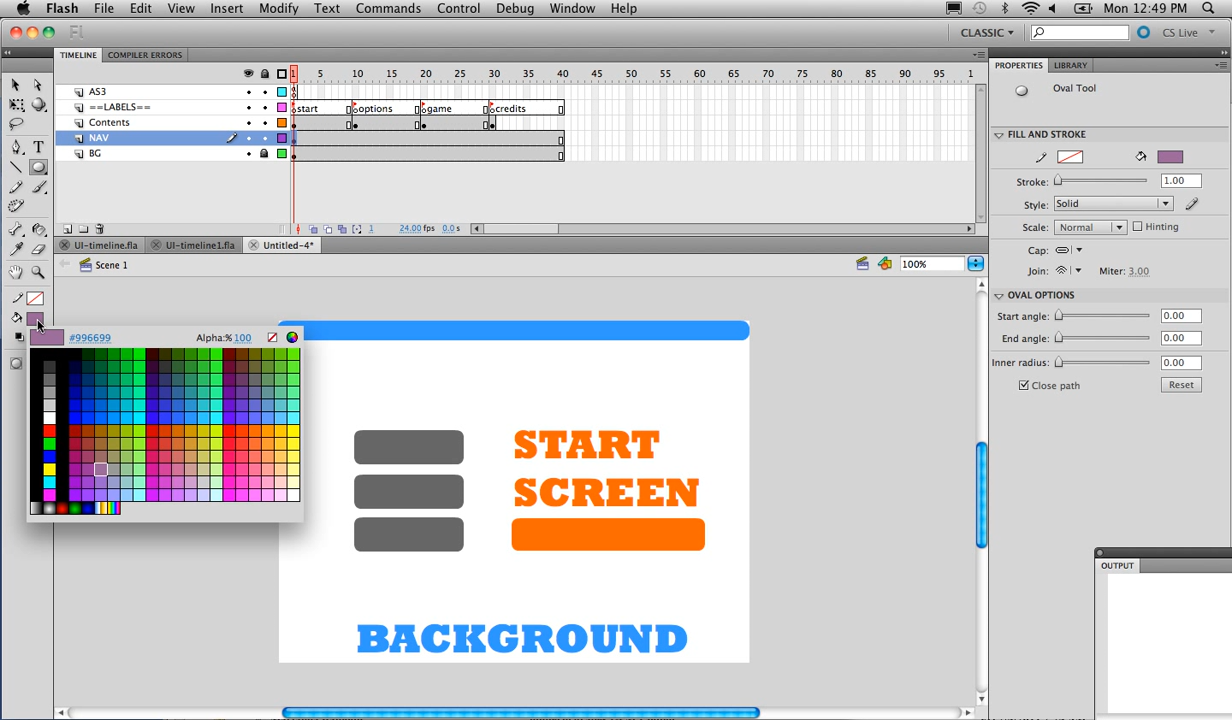 Flash File Edit View Insert Modify Text Commands Control Debug Window Help Mon 12:49 PM
Fl CLASSIC CS Live
TIMELINE COMPILER ERRORS PROPERTIES LIBRARY
1 5 10 15 20 25 30 35 40 45 50 55 60 65 70 75 80 85 90 95 1
AS3
==LABELS== start options game credits
Contents
NAV
BG
1 24.00 fps 0.0 s
UI-timeline.fla UI-timeline1.fla Untitled-4*
Scene 1 100%
#996699 Alpha:% 100
START
SCREEN
BACKGROUND
Oval Tool
FILL AND STROKE
Stroke: 1.00
Style: Solid
Scale: Normal Hinting
Cap:
Join: Miter: 3.00
OVAL OPTIONS
Start angle: 0.00
End angle: 0.00
Inner radius: 0.00
Close path Reset
OUTPUT